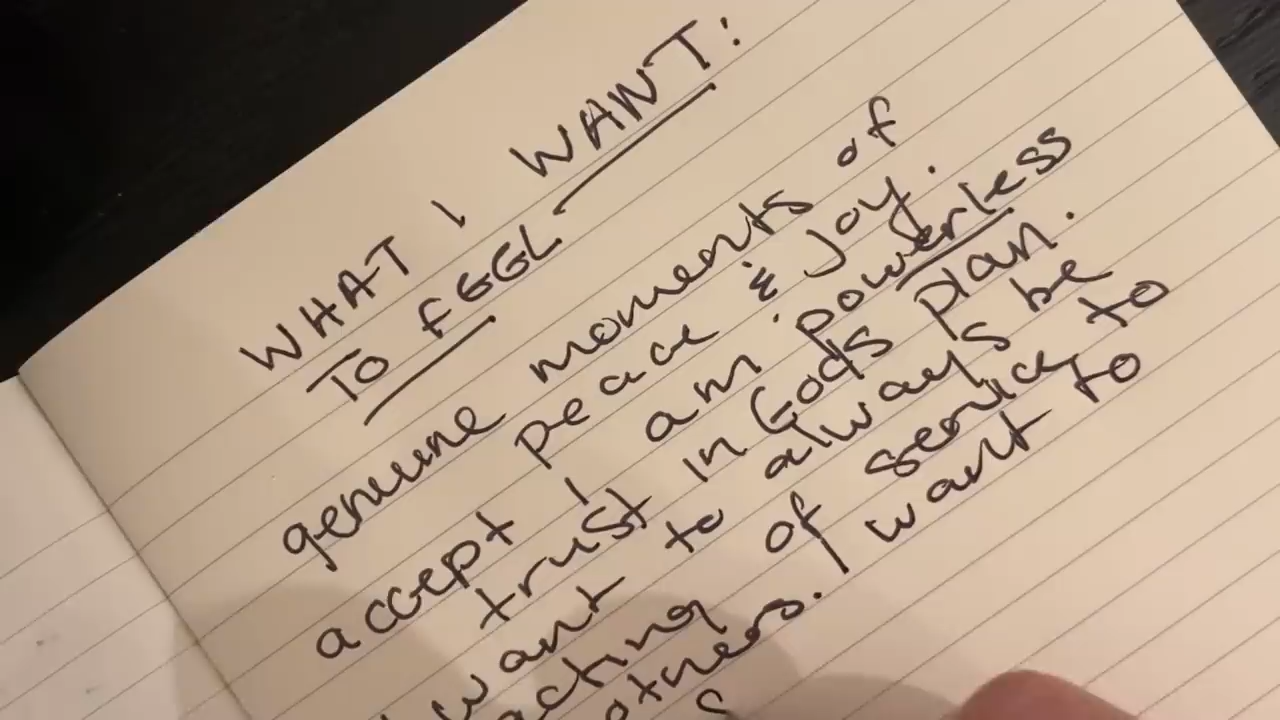 WHAT I WANT:
TO FEEL
genuine moments of
peace & joy.
accept I am powerless
trust in Gods plan.
want to always be
acting of service to
others. I want to